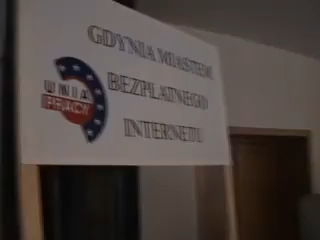 GDYNIA MIASTEM
BEZPŁATNEGO
INTERNETU
UNIA
PRACY